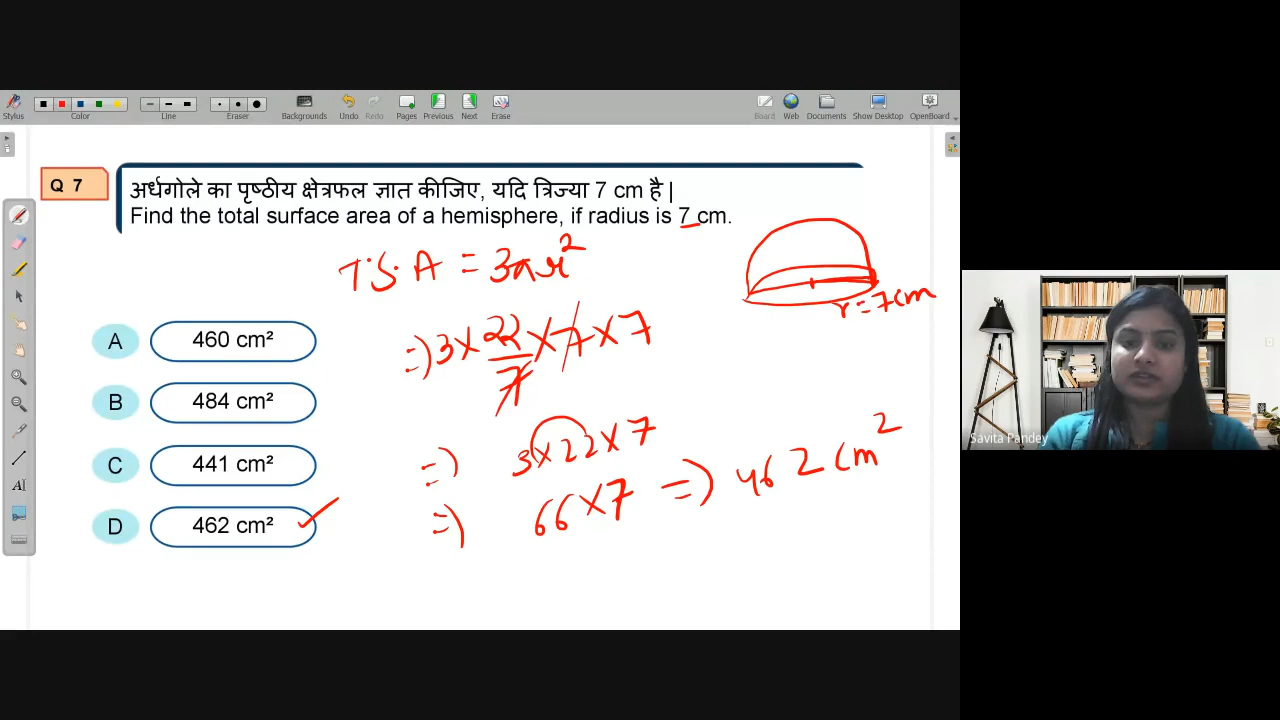 Stylus
Color
Line
Eraser
Backgrounds
Undo
Redo
Pages
Previous
Next
Erase
Board
Web
Documents
Show Desktop
OpenBoard
Q 7
अर्धगोले का पृष्ठीय क्षेत्रफल ज्ञात कीजिए, यदि त्रिज्या 7 cm है |
Find the total surface area of a hemisphere, if radius is 7 cm.
T.S.A = 3πr²
r = 7cm
A 460 cm²
⇒ 3 × 22/7 × 7 × 7
B 484 cm²
C 441 cm²
⇒ 3 × 22 × 7
D 462 cm²
⇒ 66 × 7 ⇒ 462 cm²
Savita Pandey